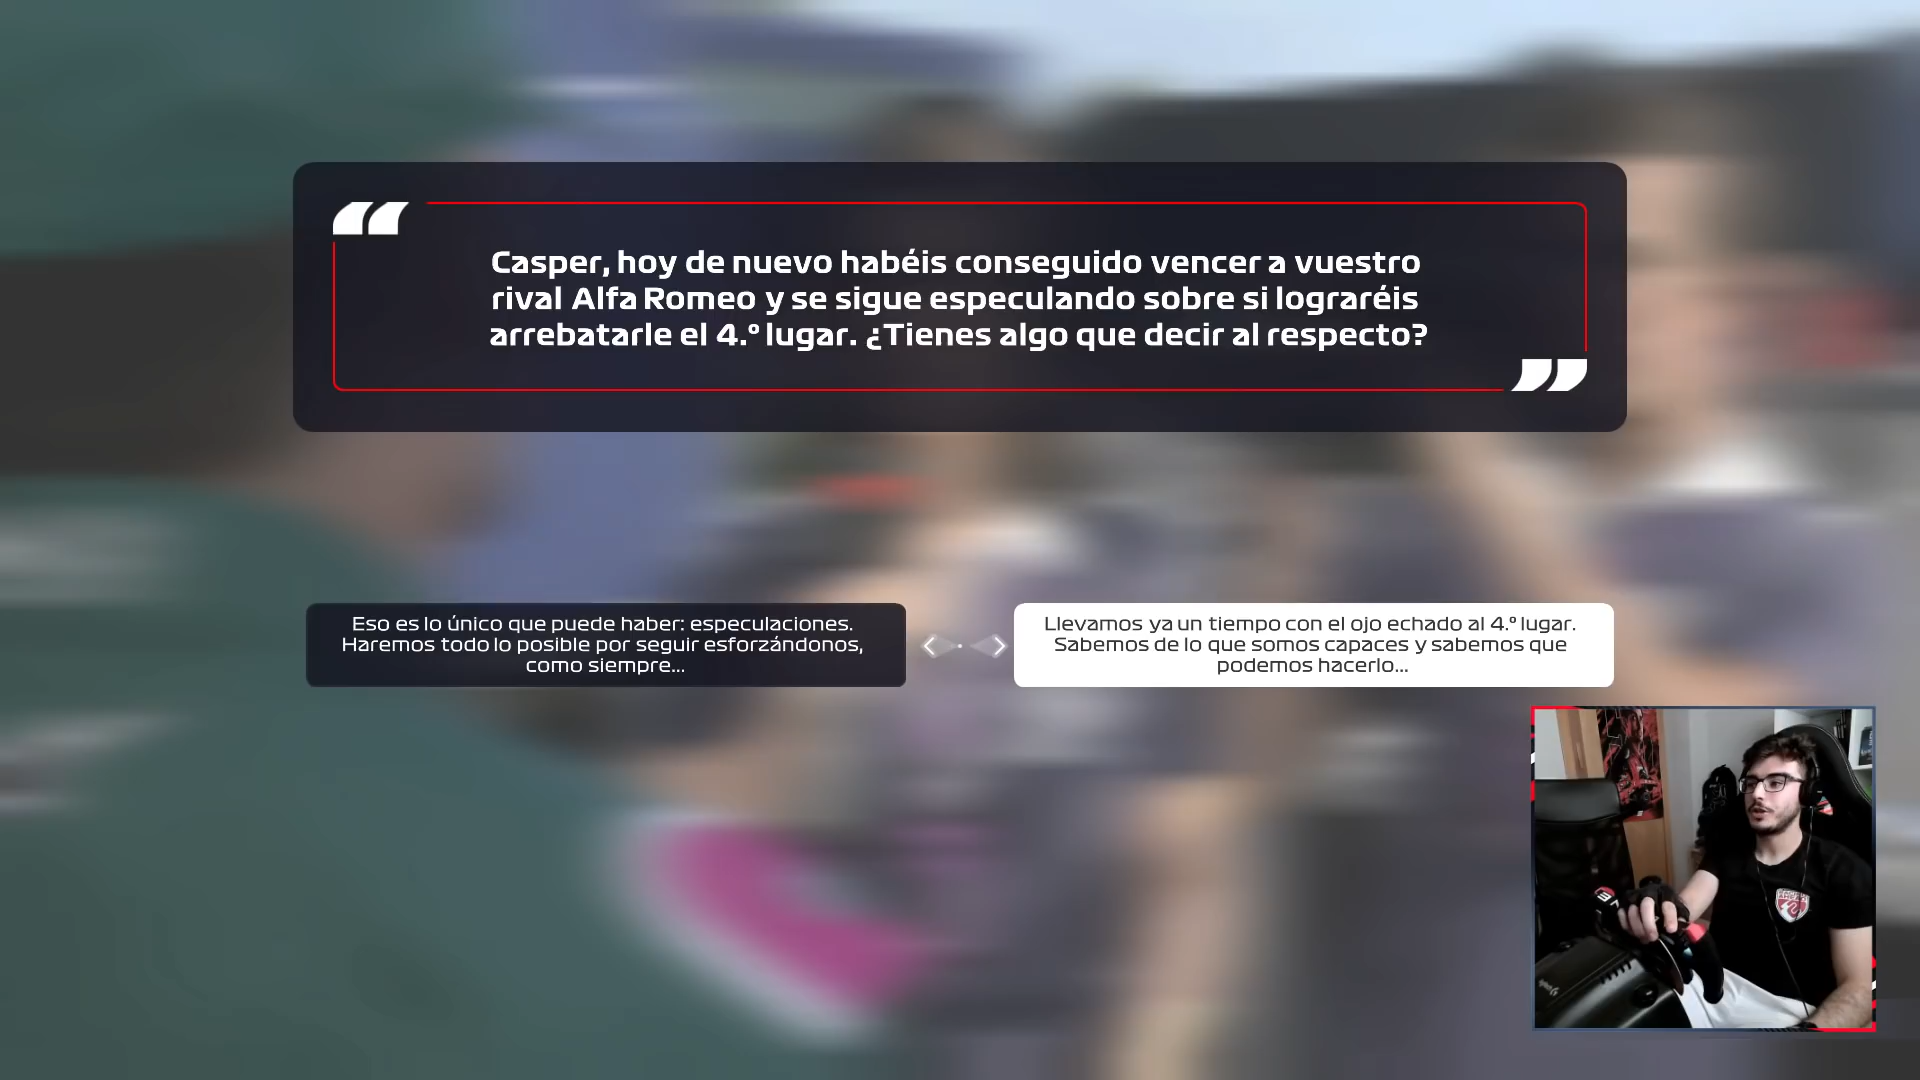 Casper, hoy de nuevo habéis conseguido vencer a vuestro
rival Alfa Romeo y se sigue especulando sobre si lograréis
arrebatarle el 4.º lugar. ¿Tienes algo que decir al respecto?
Eso es lo único que puede haber: especulaciones.
Haremos todo lo posible por seguir esforzándonos,
como siempre...
Llevamos ya un tiempo con el ojo echado al 4.º lugar.
Sabemos de lo que somos capaces y sabemos que
podemos hacerlo...